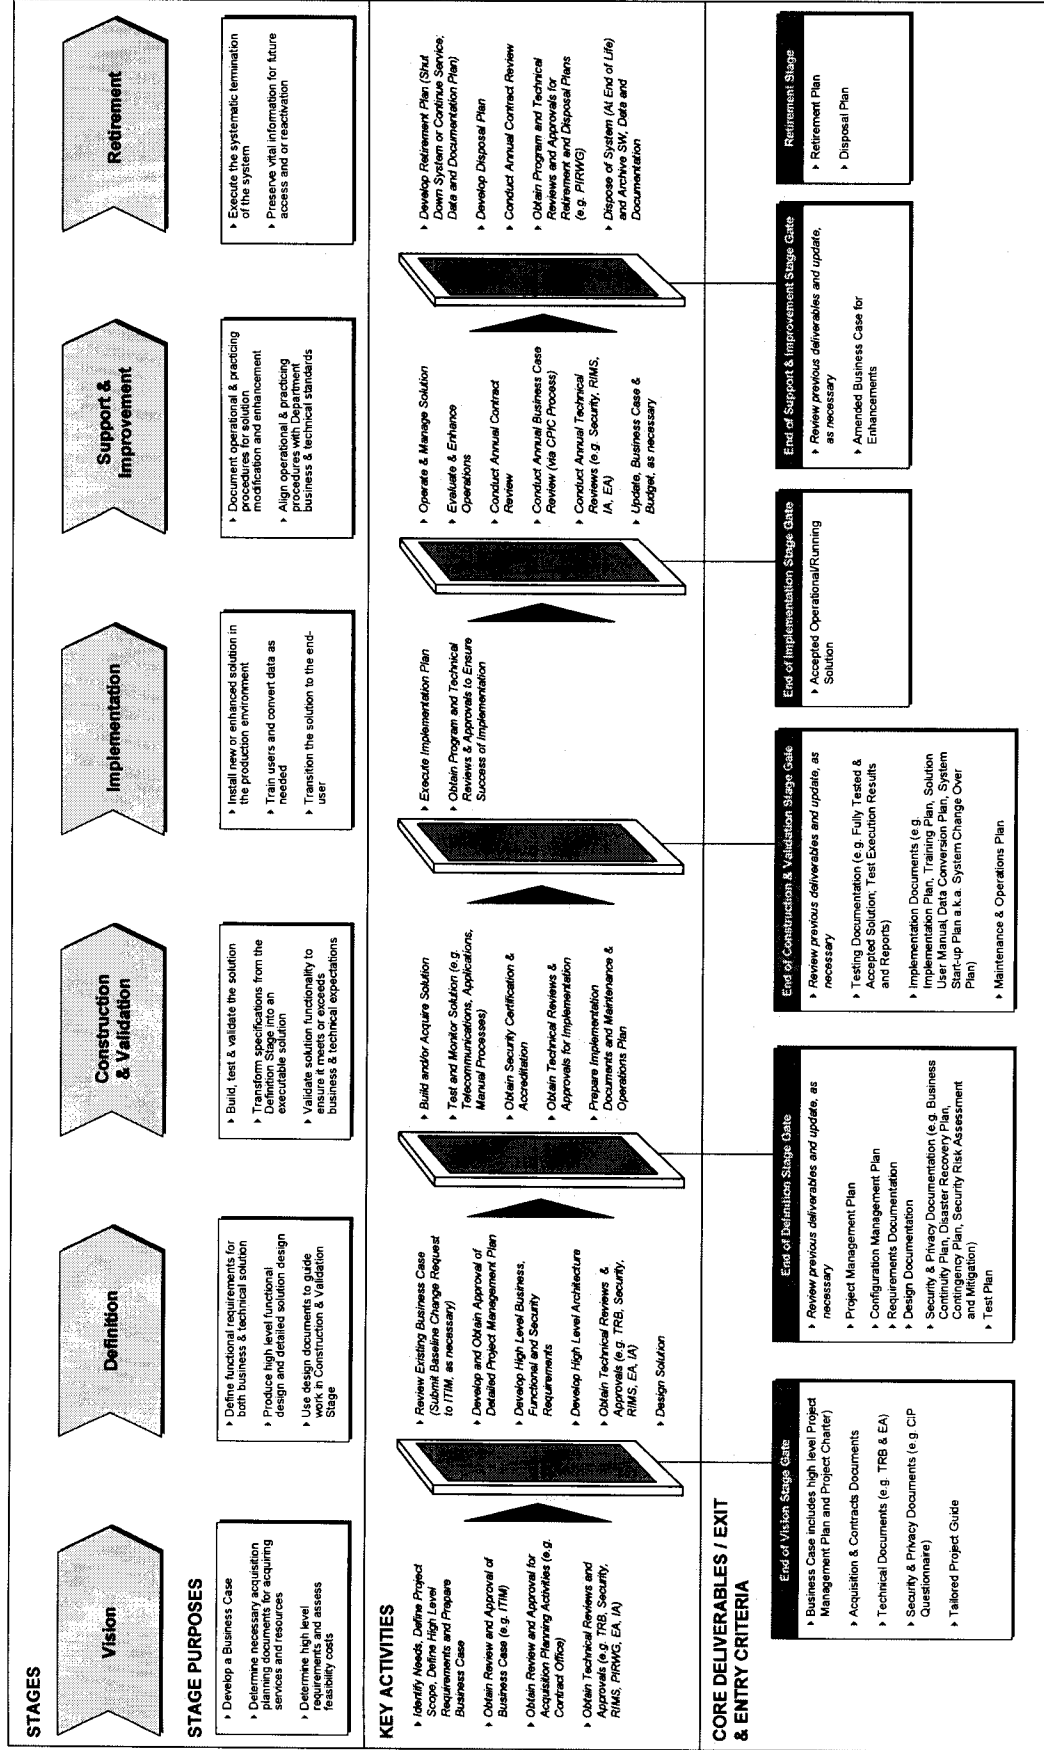 STAGES
Vision
Definition
Construction
& Validation
Implementation
Support &
Improvement
Retirement
STAGE PURPOSES
▸ Develop a Business Case
▸ Determine necessary acquisition
planning documents for acquiring
services and resources
▸ Determine high level
requirements and assess
feasibility costs
▸ Define functional requirements for
both business & technical solution
▸ Produce high level functional
design and detailed solution design
▸ Use design documents to guide
work in Construction & Validation
Stage
▸ Build, test & validate the solution
▸ Transform specifications from the
Definition Stage into an
executable solution
▸ Validate solution functionality to
ensure it meets or exceeds
business & technical expectations
▸ Install new or enhanced solution in
the production environment
▸ Train users and convert data as
needed
▸ Transition the solution to the end-
user
▸ Document operational & practicing
procedures for solution
modification and enhancement
▸ Align operational & practicing
procedures with Department
business & technical standards
▸ Execute the systematic termination
of the system
▸ Preserve vital information for future
access and or reactivation
KEY ACTIVITIES
▸ Identify Needs, Define Project
Scope, Define High Level
Requirements and Prepare
Business Case
▸ Obtain Review and Approval of
Business Case (e.g. ITIM)
▸ Obtain Review and Approval for
Acquisition Planning Activities (e.g.
Contract Office)
▸ Obtain Technical Reviews and
Approvals (e.g. TRB, Security,
RIMS, PIRWG, EA, IA)
▸ Review Existing Business Case
(Submit Baseline Change Request
to ITIM, as necessary)
▸ Develop and Obtain Approval of
Detailed Project Management Plan
▸ Develop High Level Business,
Functional and Security
Requirements
▸ Develop High Level Architecture
▸ Obtain Technical Reviews &
Approvals (e.g. TRB, Security,
RIMS, EA, IA)
▸ Design Solution
▸ Build and/or Acquire Solution
▸ Test and Monitor Solution (e.g.
Telecommunications, Applications,
Manual Processes)
▸ Obtain Security Certification &
Accreditation
▸ Obtain Technical Reviews &
Approvals for Implementation
▸ Prepare Implementation
Documents and Maintenance &
Operations Plan
▸ Execute Implementation Plan
▸ Obtain Program and Technical
Reviews & Approvals to Ensure
Success of Implementation
▸ Operate & Manage Solution
▸ Evaluate & Enhance
Operations
▸ Conduct Annual Contract
Review
▸ Conduct Annual Business Case
Review (via CPIC Process)
▸ Conduct Annual Technical
Reviews (e.g. Security, RIMS,
IA, EA)
▸ Update, Business Case &
Budget, as necessary
▸ Develop Retirement Plan (Shut
Down System or Continue Service;
Data and Documentation Plan)
▸ Develop Disposal Plan
▸ Conduct Annual Contract Review
▸ Obtain Program and Technical
Reviews and Approvals for
Retirement and Disposal Plans
(e.g. PIRWG)
▸ Dispose of System (At End of Life)
and Archive SW, Data and
Documentation
CORE DELIVERABLES / EXIT
& ENTRY CRITERIA
End of Vision Stage Gate
▸ Business Case includes high level Project
Management Plan and Project Charter)
▸ Acquisition & Contracts Documents
▸ Technical Documents (e.g. TRB & EA)
▸ Security & Privacy Documents (e.g. CIP
Questionnaire)
▸ Tailored Project Guide
End of Definition Stage Gate
▸ Review previous deliverables and update, as
necessary
▸ Project Management Plan
▸ Configuration Management Plan
▸ Requirements Documentation
▸ Design Documentation
▸ Security & Privacy Documentation (e.g. Business
Continuity Plan, Disaster Recovery Plan,
Contingency Plan, Security Risk Assessment
and Mitigation)
▸ Test Plan
End of Construction & Validation Stage Gate
▸ Review previous deliverables and update, as
necessary
▸ Testing Documentation (e.g. Fully Tested &
Accepted Solution; Test Execution Results
and Reports)
▸ Implementation Documents (e.g.
Implementation Plan, Training Plan, Solution
User Manual, Data Conversion Plan, System
Start-up Plan a.k.a. System Change Over
Plan)
▸ Maintenance & Operations Plan
End of Implementation Stage Gate
▸ Accepted Operational/Running
Solution
End of Support & Improvement Stage Gate
▸ Review previous deliverables and update,
as necessary
▸ Amended Business Case for
Enhancements
Retirement Stage
▸ Retirement Plan
▸ Disposal Plan